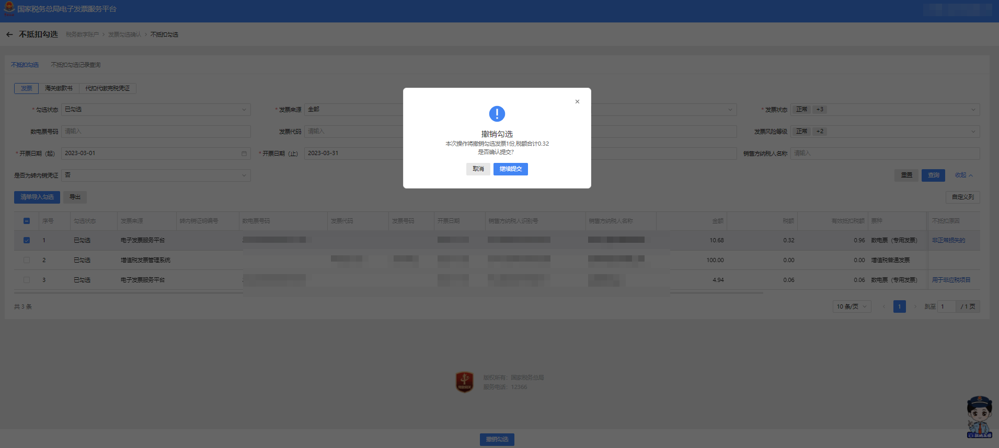 国家税务总局电子发票服务平台
不抵扣勾选 税务数字账户 > 发票勾选确认 > 不抵扣勾选
不抵扣勾选 不抵扣勾选记录查询
发票 海关缴款书 代扣代缴完税凭证
* 勾选状态 已勾选 * 发票来源 全部 * 发票状态 正常 +3
数电票号码 请输入 发票代码 请输入 发票风险等级 正常 +2
* 开票日期（起） 2023-03-01 * 开票日期（止） 2023-03-31 销售方纳税人名称 请输入
是否为转内销凭证 否 重置 查询 收起
清单导入勾选 导出 自定义列
序号 勾选状态 发票来源 转内销证明编号 数电票号码 发票代码 发票号码 开票日期 销售方纳税人识别号 销售方纳税人名称 金额 税额 有效抵扣税额 票种 不抵扣原因
1 已勾选 电子发票服务平台 10.68 0.32 0.96 数电票（专用发票） 非正常损失的
2 已勾选 增值税发票管理系统 100.00 0.00 0.00 增值税普通发票
3 已勾选 电子发票服务平台 4.94 0.06 0.06 数电票（专用发票） 用于非应税项目
共 3 条 10 条/页 < 1 > 跳至 1 / 1 页
×
撤销勾选
本次操作将撤销勾选发票1份,税额合计0.32
是否确认提交?
取消 继续提交
版权所有：国家税务总局
服务电话：12366
撤销勾选